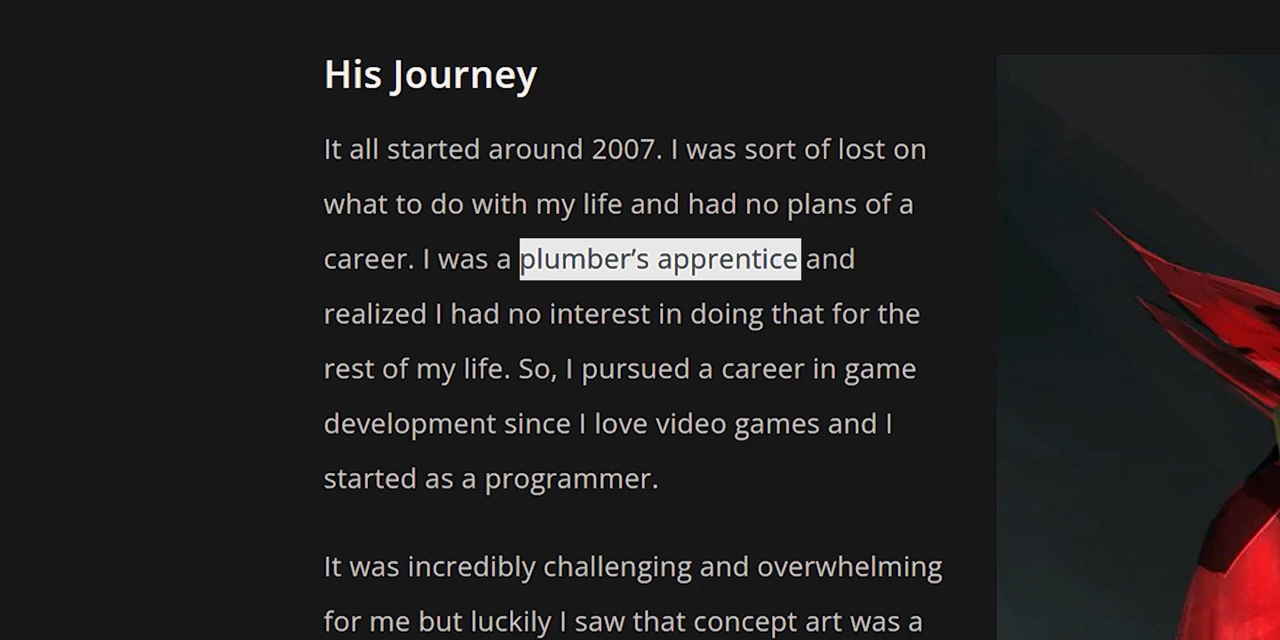 His Journey
It all started around 2007. I was sort of lost on
what to do with my life and had no plans of a
career. I was a plumber’s apprentice and
realized I had no interest in doing that for the
rest of my life. So, I pursued a career in game
development since I love video games and I
started as a programmer.
It was incredibly challenging and overwhelming
for me but luckily I saw that concept art was a